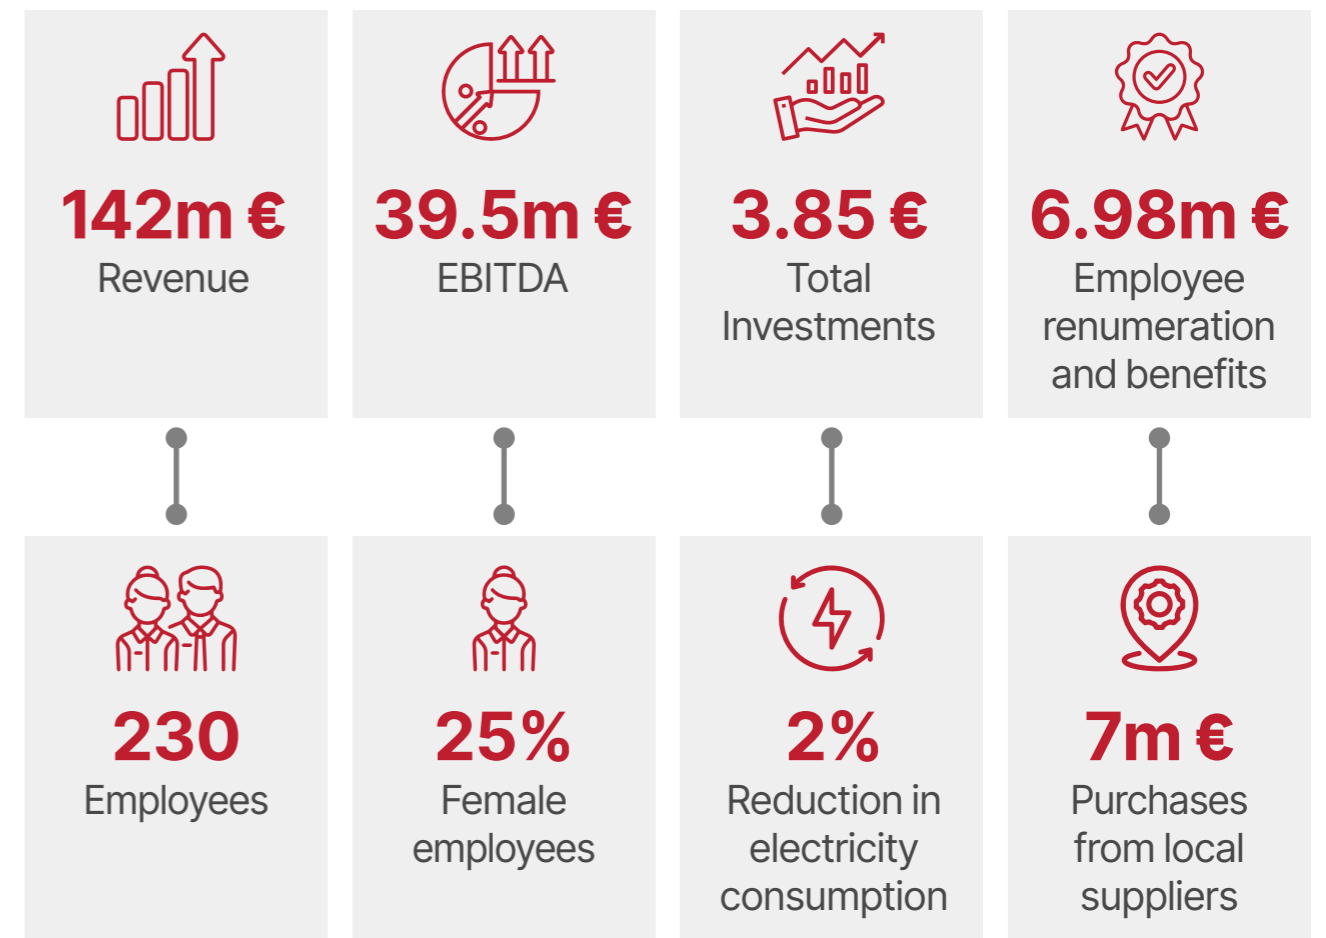 142m €
Revenue
39.5m €
EBITDA
3.85 €
Total
Investments
6.98m €
Employee
renumeration
and benefits
230
Employees
25%
Female
employees
2%
Reduction in
electricity
consumption
7m €
Purchases
from local
suppliers